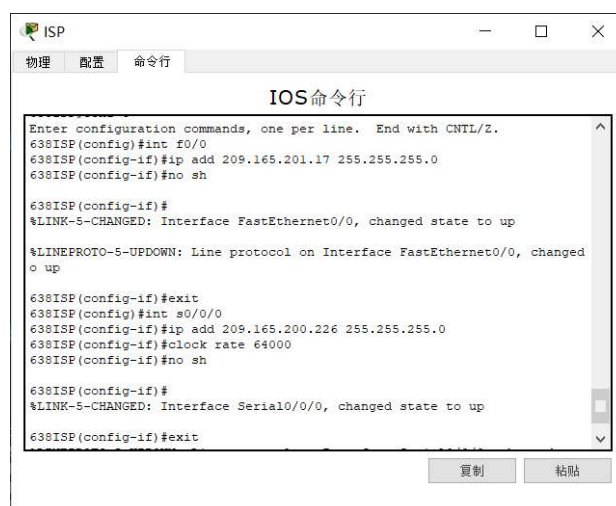 ISP
物理 配置 命令行
IOS命令行
Enter configuration commands, one per line.  End with CNTL/Z.
638ISP(config)#int f0/0
638ISP(config-if)#ip add 209.165.201.17 255.255.255.0
638ISP(config-if)#no sh
638ISP(config-if)#
%LINK-5-CHANGED: Interface FastEthernet0/0, changed state to up
%LINEPROTO-5-UPDOWN: Line protocol on Interface FastEthernet0/0, changed
o up
638ISP(config-if)#exit
638ISP(config)#int s0/0/0
638ISP(config-if)#ip add 209.165.200.226 255.255.255.0
638ISP(config-if)#clock rate 64000
638ISP(config-if)#no sh
638ISP(config-if)#
%LINK-5-CHANGED: Interface Serial0/0/0, changed state to up
638ISP(config-if)#exit
复制 粘贴